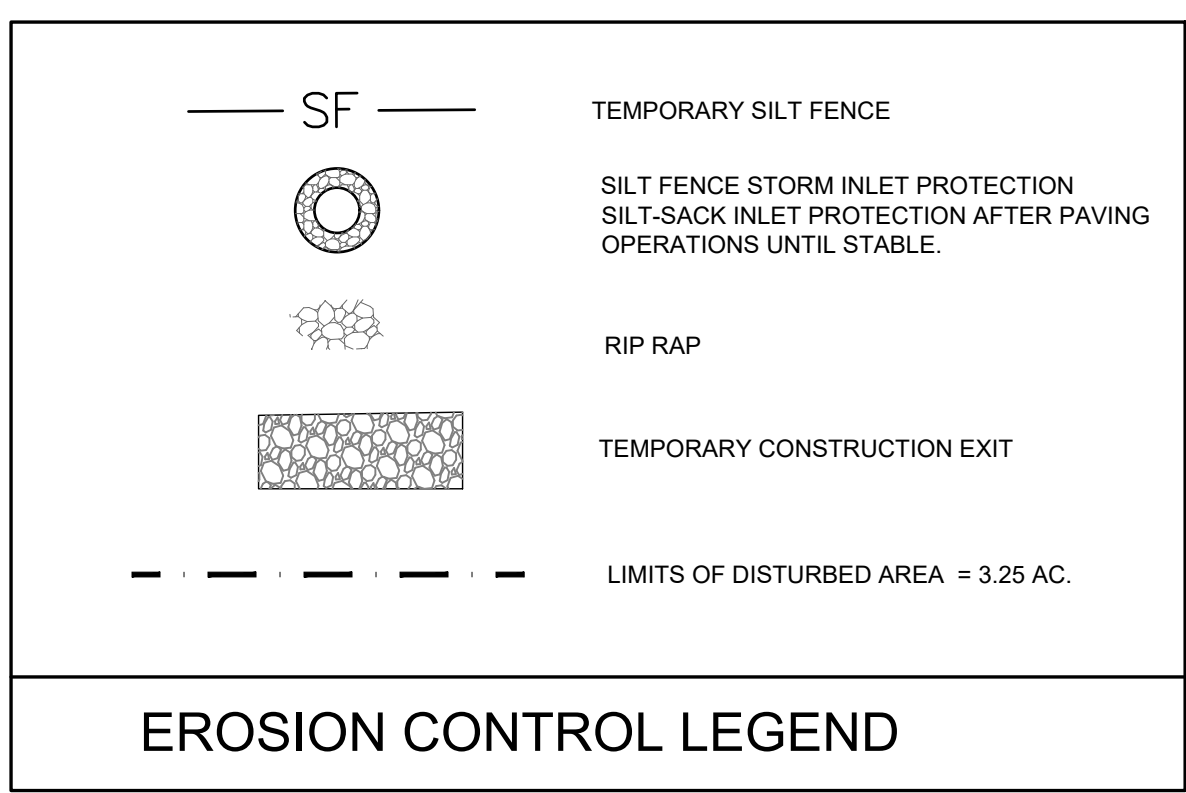 SF
TEMPORARY SILT FENCE
SILT FENCE STORM INLET PROTECTION
SILT-SACK INLET PROTECTION AFTER PAVING
OPERATIONS UNTIL STABLE.
RIP RAP
TEMPORARY CONSTRUCTION EXIT
LIMITS OF DISTURBED AREA = 3.25 AC.
EROSION CONTROL LEGEND